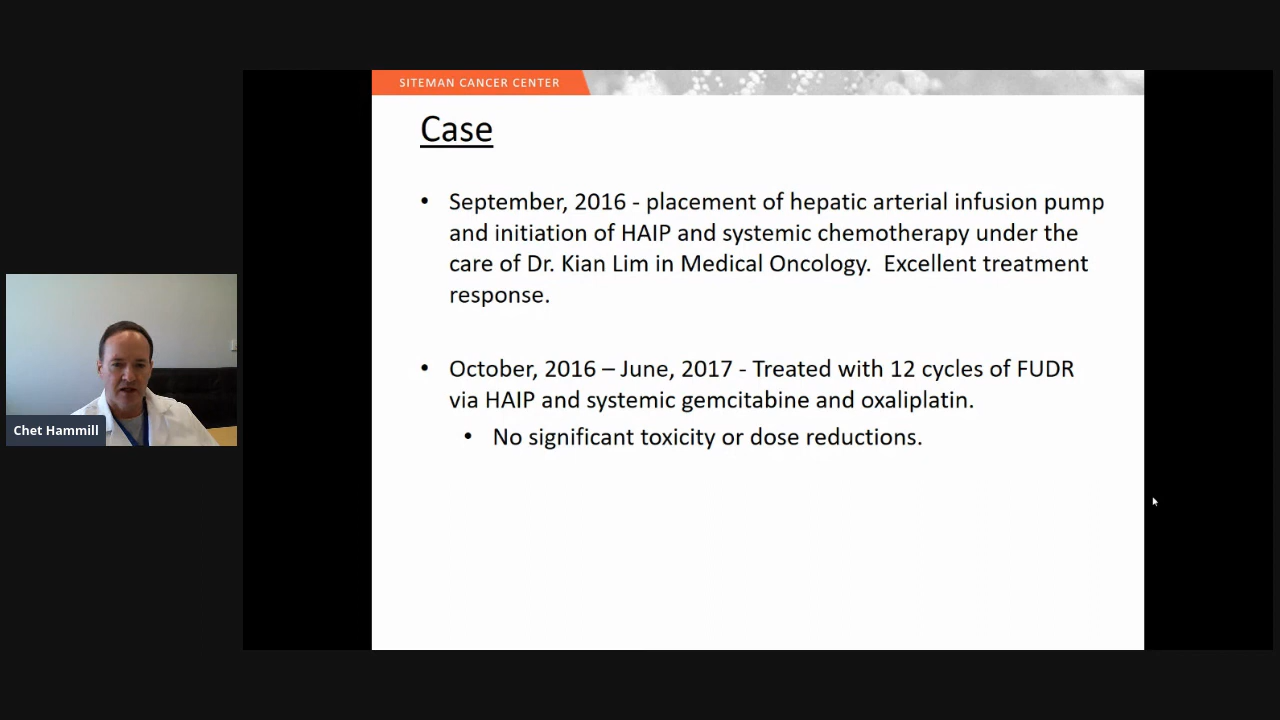 SITEMAN CANCER CENTER
Case
• September, 2016 - placement of hepatic arterial infusion pump
and initiation of HAIP and systemic chemotherapy under the
care of Dr. Kian Lim in Medical Oncology.  Excellent treatment
response.
• October, 2016 – June, 2017 - Treated with 12 cycles of FUDR
via HAIP and systemic gemcitabine and oxaliplatin.
• No significant toxicity or dose reductions.
Chet Hammill